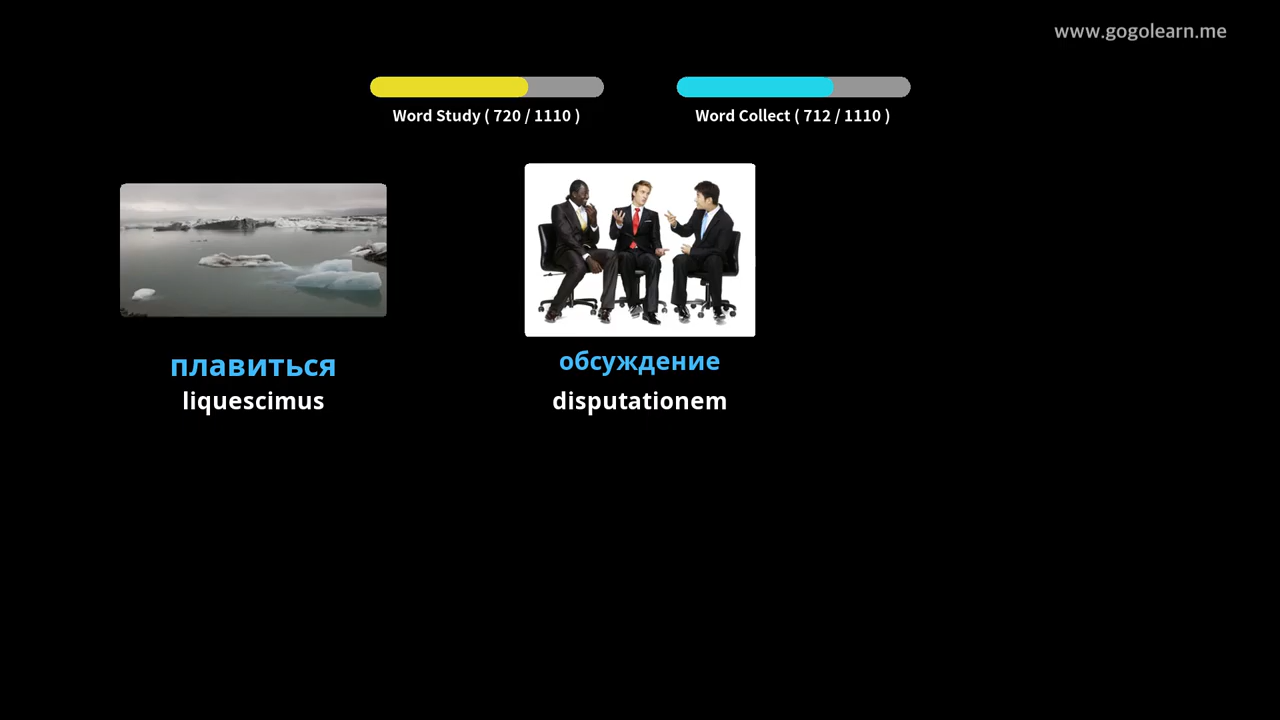 www.gogolearn.me
Word Study ( 720 / 1110 )
Word Collect ( 712 / 1110 )
плавиться
liquescimus
обсуждение
disputationem